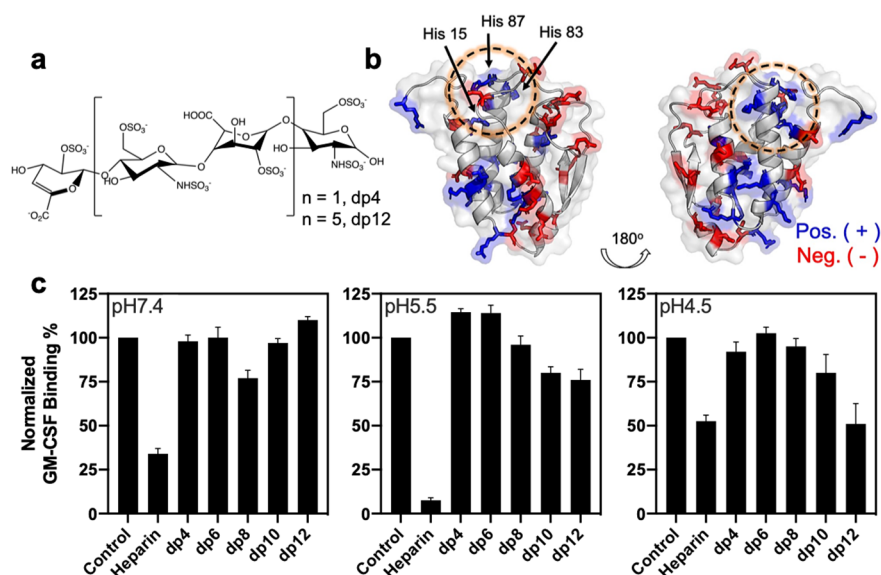 a
OSO₃⁻
OSO₃⁻
HOOC
OH
OSO₃⁻
OSO₃⁻
O
O
O
O
O
HO
OH
HO
HO
HO
⁻O₂C
NHSO₃⁻
OSO₃⁻
NHSO₃⁻
n = 1, dp4
n = 5, dp12
b
His 87
His 15
His 83
180°
Pos. ( + )
Neg. ( - )
c
Normalized
GM-CSF Binding %
pH7.4
125
100
75
50
25
0
Control
Heparin
dp4
dp6
dp8
dp10
dp12
pH5.5
125
100
75
50
25
0
Control
Heparin
dp4
dp6
dp8
dp10
dp12
pH4.5
125
100
75
50
25
0
Control
Heparin
dp4
dp6
dp8
dp10
dp12